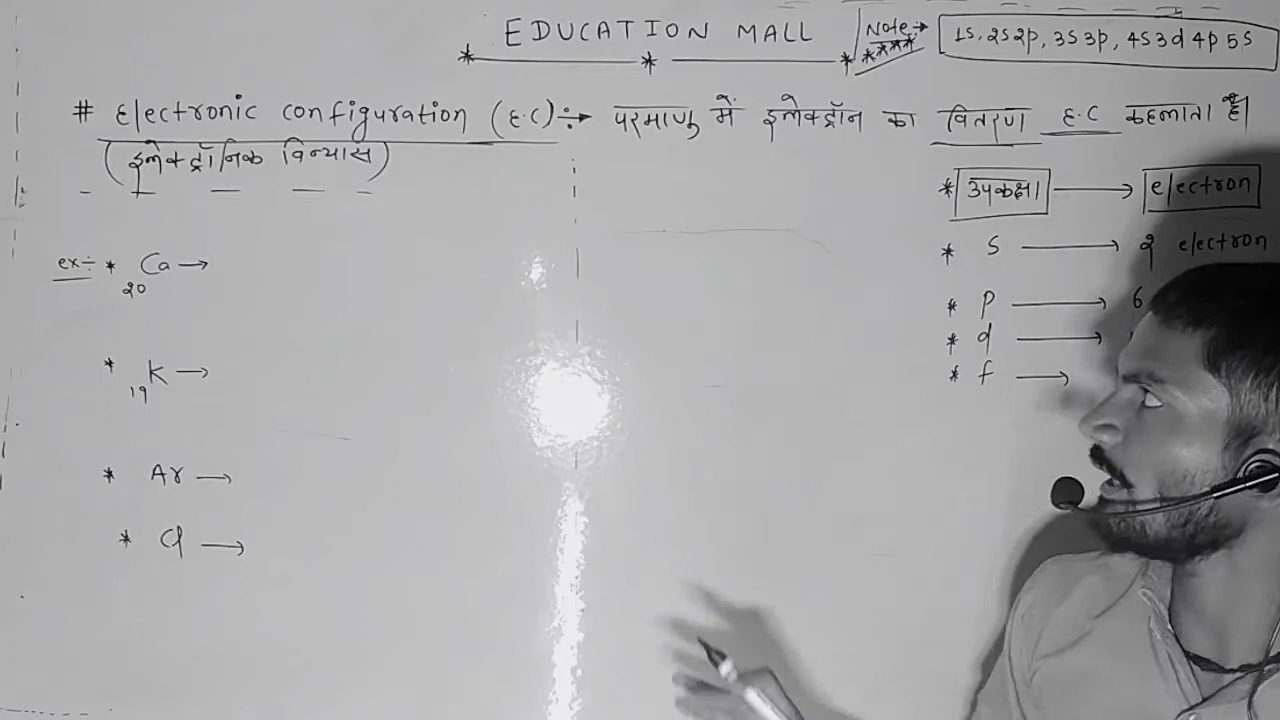 EDUCATION MALL
Note→ 1s, 2s 2p, 3s 3p, 4s 3d 4p 5s
# Electronic configuration (E.C) ÷→ परमाणु में इलेक्ट्रॉन का वितरण E.C कहलाता है।
(इलेक्ट्रॉनिक विन्यास)
* उपकक्षा → electron
* s → २ electron
* p → 6
* d →
* f →
ex÷ * ₂₀Ca →
* ₁₉K →
* Ar →
* Cl →